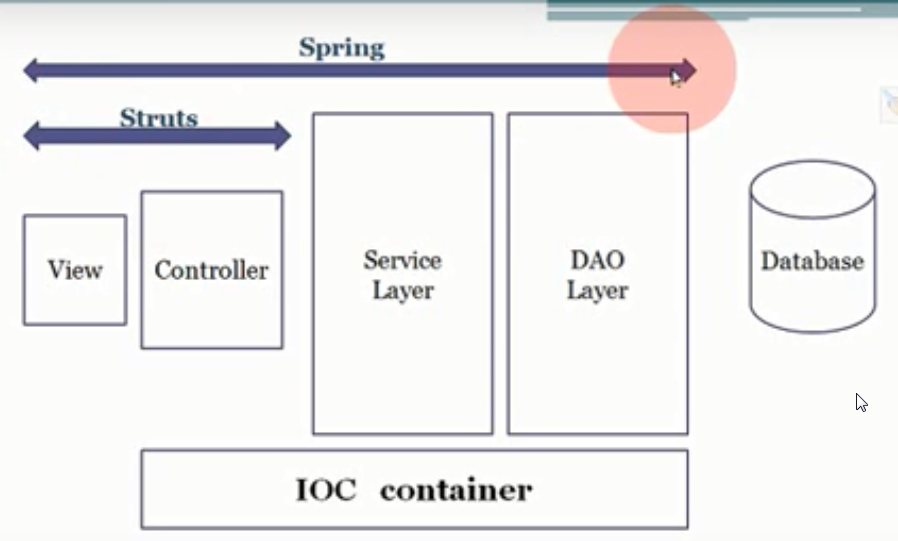 Spring
Struts
View
Controller
Service
Layer
DAO
Layer
Database
IOC container